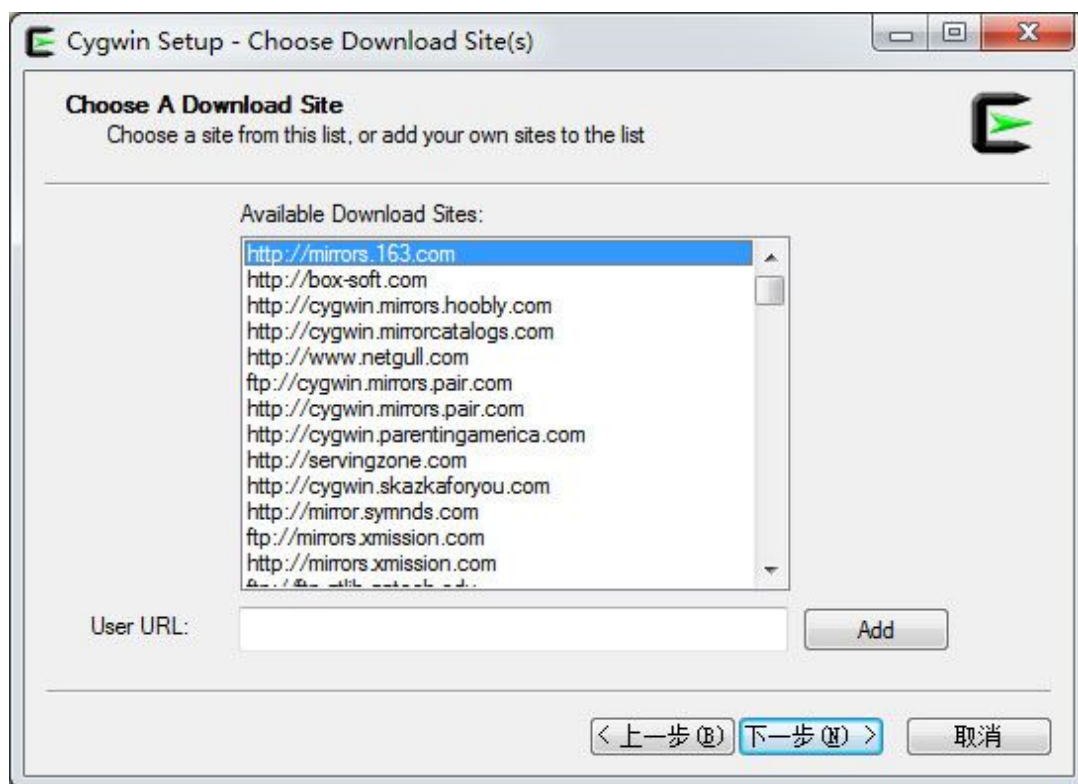 Cygwin Setup - Choose Download Site(s)
Choose A Download Site
Choose a site from this list, or add your own sites to the list
Available Download Sites:
http://mirrors.163.com
http://box-soft.com
http://cygwin.mirrors.hoobly.com
http://cygwin.mirrorcatalogs.com
http://www.netgull.com
ftp://cygwin.mirrors.pair.com
http://cygwin.mirrors.pair.com
http://cygwin.parentingamerica.com
http://servingzone.com
http://cygwin.skazkaforyou.com
http://mirror.symnds.com
ftp://mirrors.xmission.com
http://mirrors.xmission.com
User URL:
Add
< 上一步(B) 下一步(N) > 取消